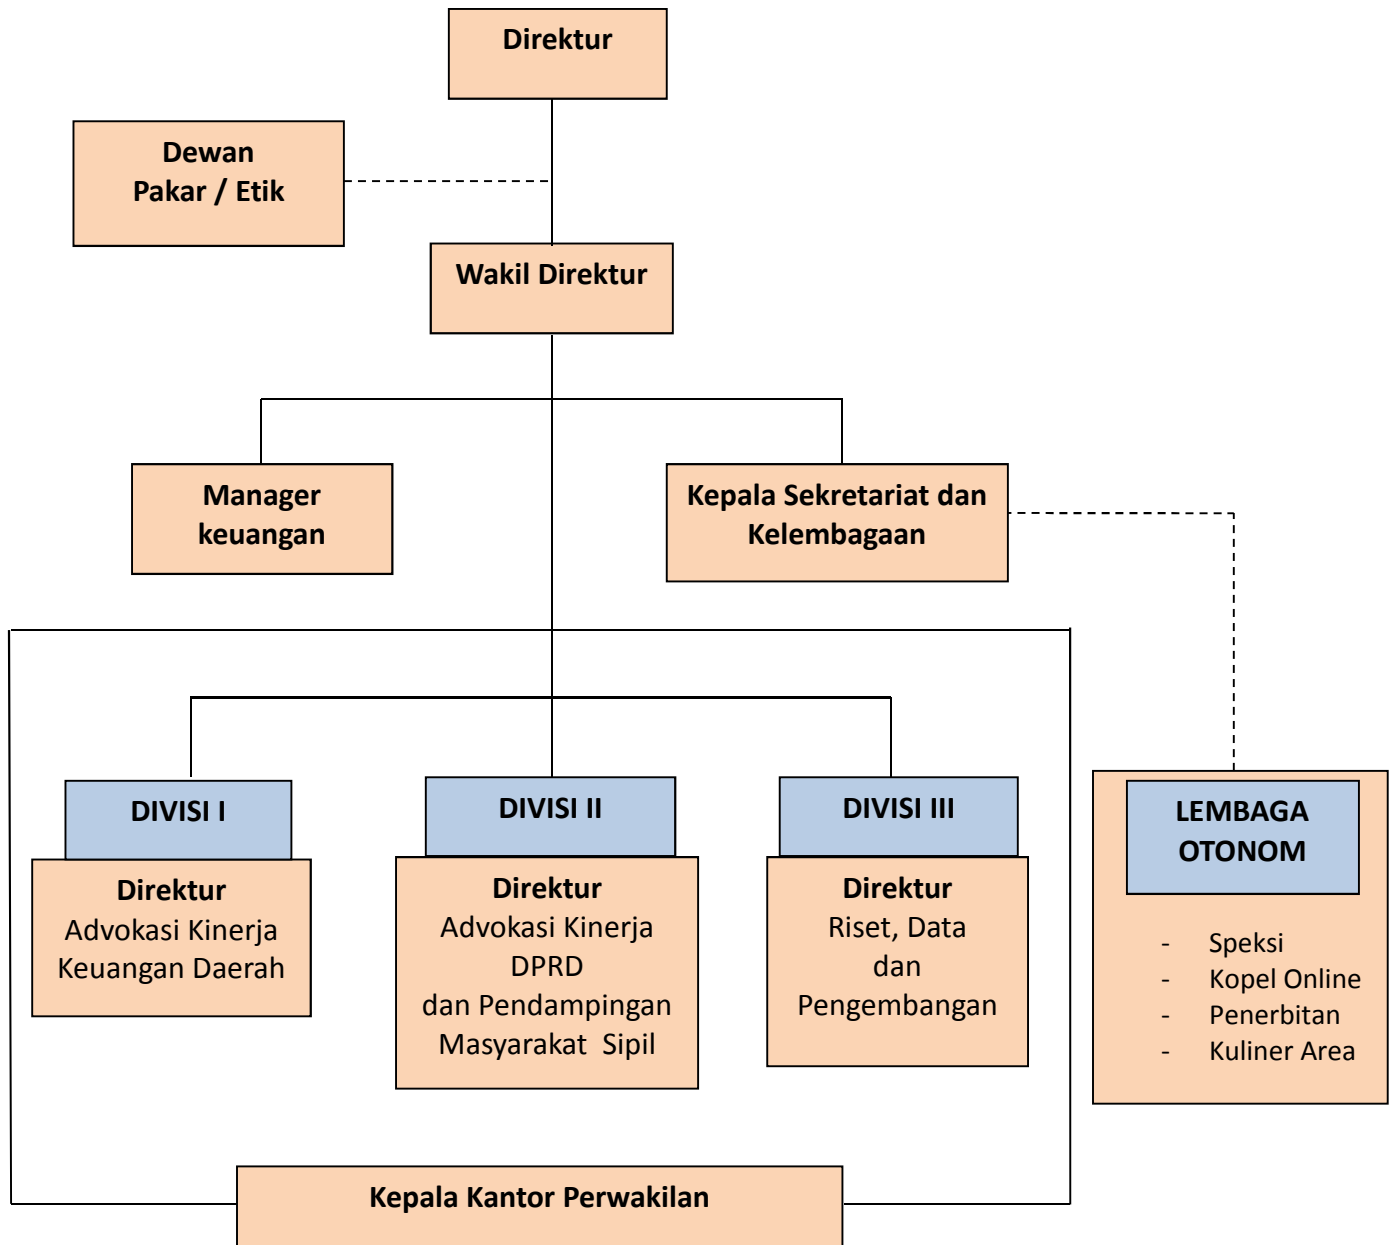 Direktur
Dewan
Pakar / Etik
Wakil Direktur
Manager
keuangan
Kepala Sekretariat dan
Kelembagaan
DIVISI I
Direktur
Advokasi Kinerja
Keuangan Daerah
DIVISI II
Direktur
Advokasi Kinerja
DPRD
dan Pendampingan
Masyarakat Sipil
DIVISI III
Direktur
Riset, Data
dan
Pengembangan
LEMBAGA
OTONOM
- Speksi
- Kopel Online
- Penerbitan
- Kuliner Area
Kepala Kantor Perwakilan